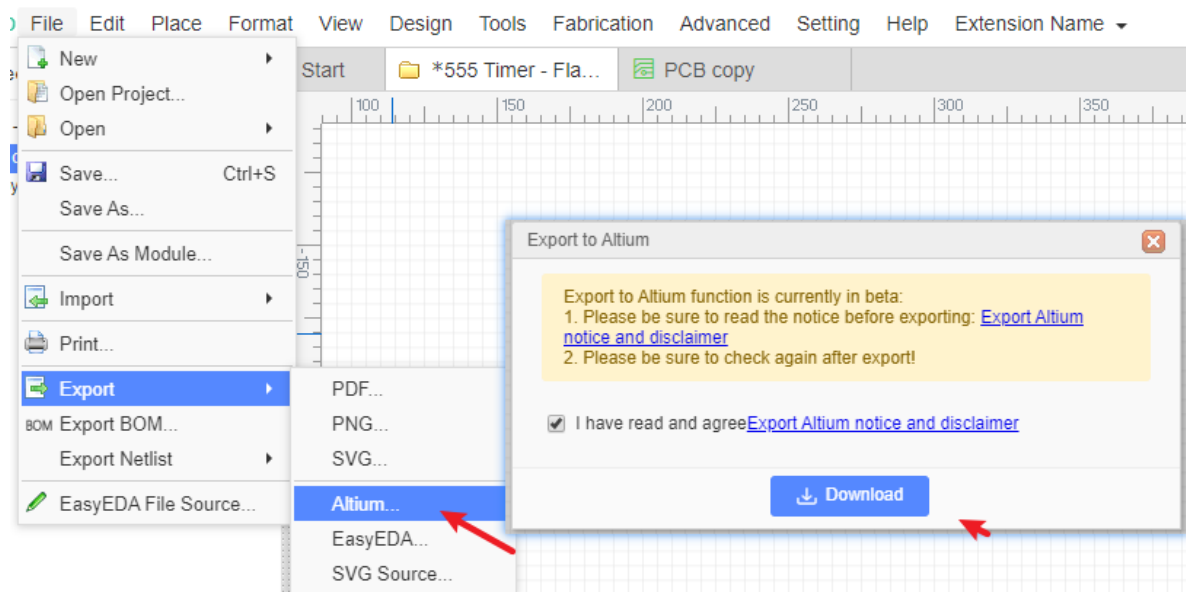 File Edit Place Format View Design Tools Fabrication Advanced Setting Help Extension Name
Start *555 Timer - Fla... PCB copy
100 150 200 250 300 350
-150
New
Open Project...
Open
Save... Ctrl+S
Save As...
Save As Module...
Import
Print...
Export
BOM Export BOM...
Export Netlist
EasyEDA File Source...
PDF...
PNG...
SVG...
Altium...
EasyEDA...
SVG Source...
Export to Altium
Export to Altium function is currently in beta:
1. Please be sure to read the notice before exporting: Export Altium
notice and disclaimer
2. Please be sure to check again after export!
I have read and agreeExport Altium notice and disclaimer
Download